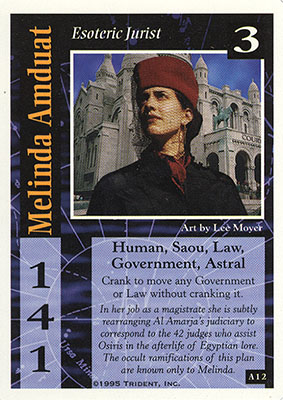 Melinda Amduat
Esoteric Jurist
3
COUR
Art by Lee Moyer
1
4
1
Human, Saou, Law,
Government, Astral
Crank to move any Government
or Law without cranking it.
In her job as a magistrate she is subtly
rearranging Al Amarja's judiciary to
correspond to the 42 judges who assist
Osiris in the afterlife of Egyptian lore.
The occult ramifications of this plan
are known only to Melinda.
Ursa Min
©1995 TRIDENT, INC.
A12